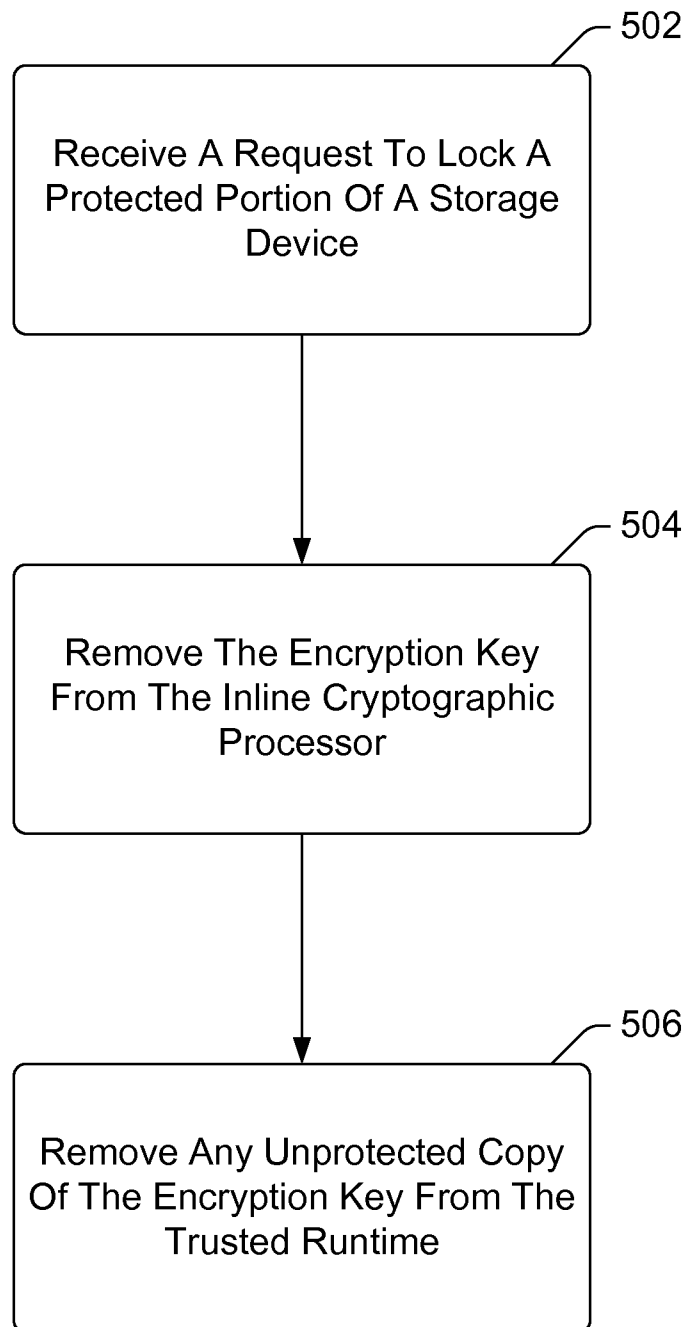 502
Receive A Request To Lock A
Protected Portion Of A Storage
Device
504
Remove The Encryption Key
From The Inline Cryptographic
Processor
506
Remove Any Unprotected Copy
Of The Encryption Key From The
Trusted Runtime